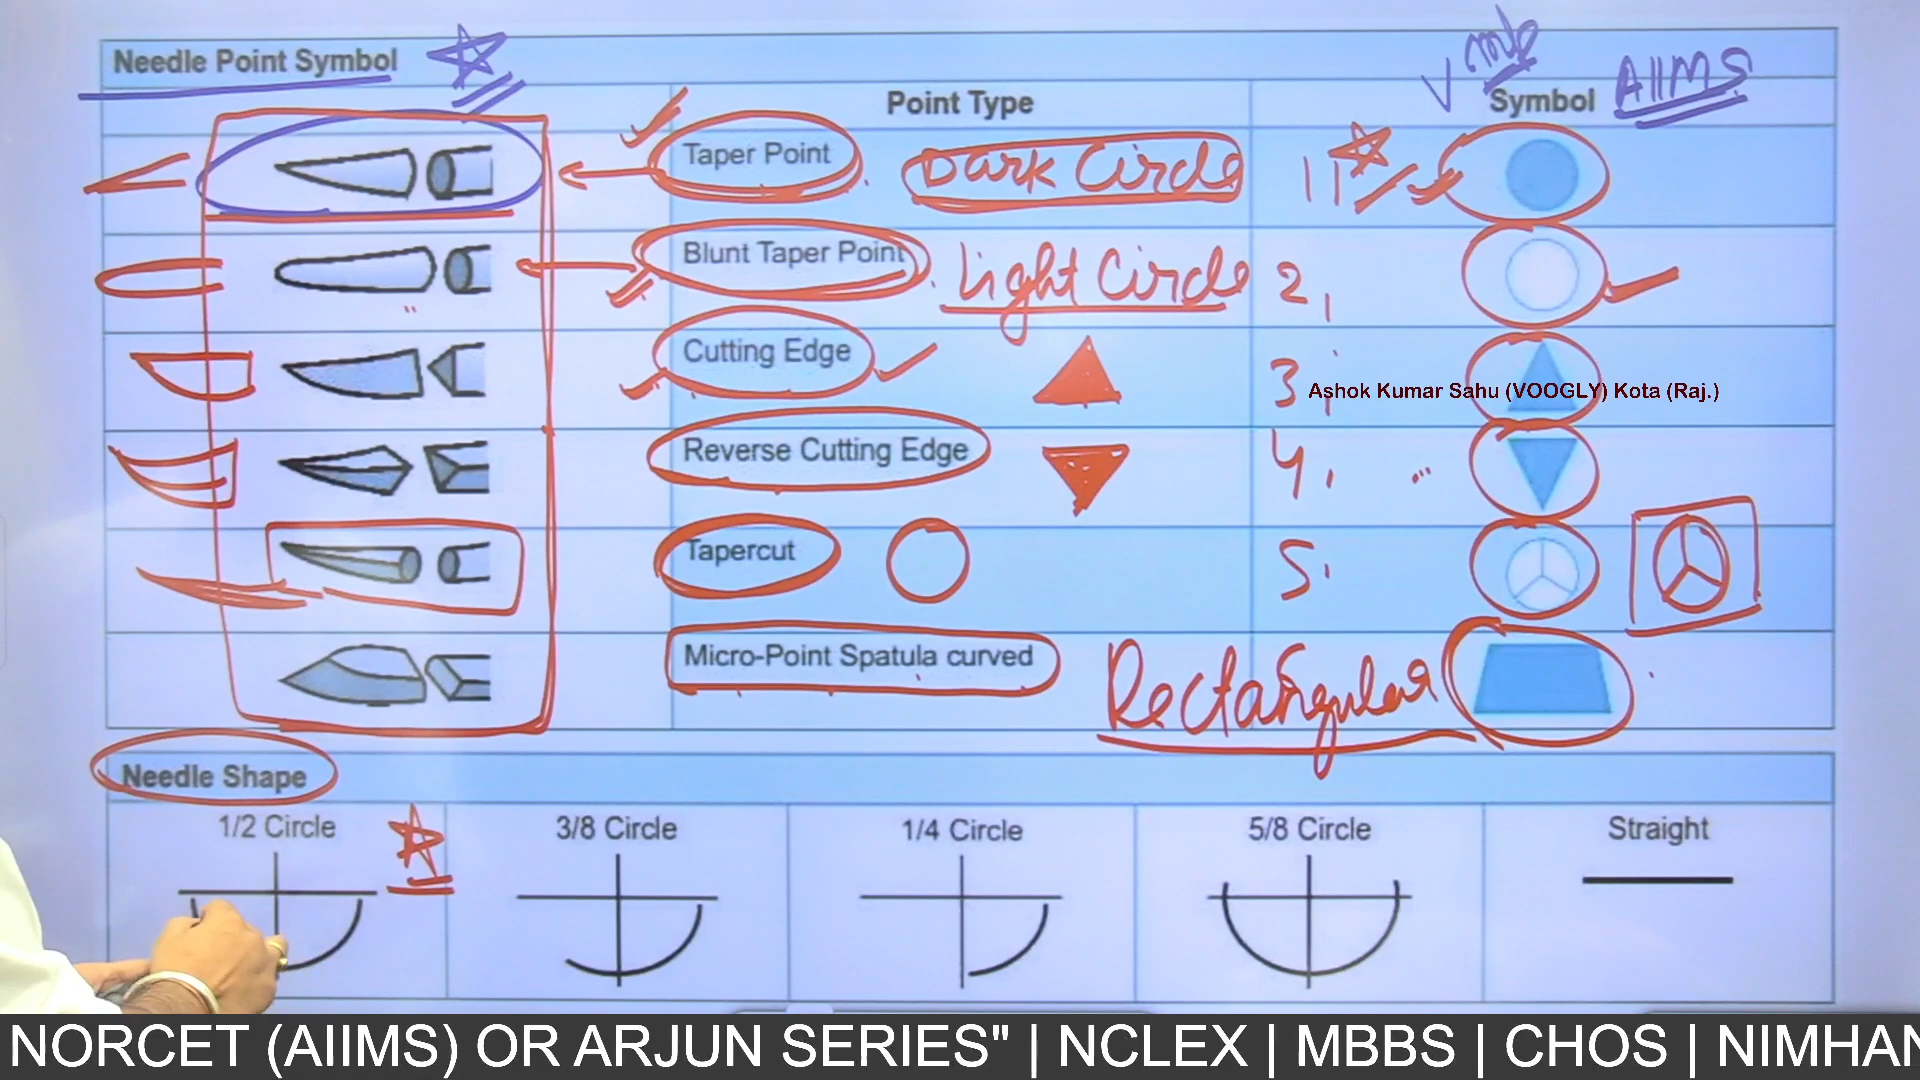 Needle Point Symbol
V
imp
AIIMS
Point Type
Symbol
Taper Point
Dark Circle
1
Blunt Taper Point
Light Circle
2,
Cutting Edge
3,
Ashok Kumar Sahu (VOOGLY) Kota (Raj.)
Reverse Cutting Edge
4,
Tapercut
5,
Micro-Point Spatula curved
Rectangular
Needle Shape
1/2 Circle
3/8 Circle
1/4 Circle
5/8 Circle
Straight
NORCET (AIIMS) OR ARJUN SERIES" | NCLEX | MBBS | CHOS | NIMHAN